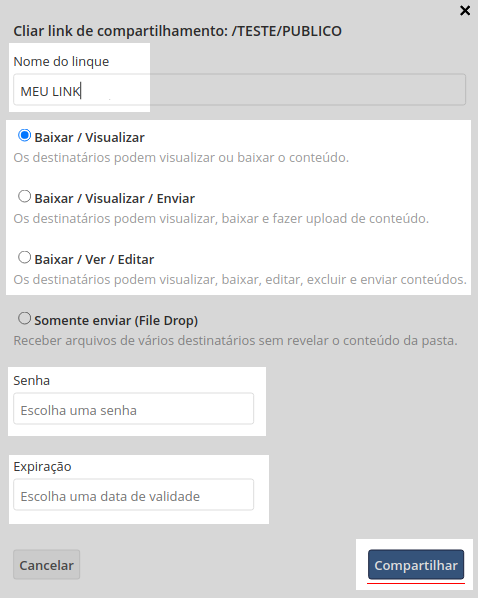 Cliar link de compartilhamento: /TESTE/PUBLICO
Nome do linque
MEU LINK
Baixar / Visualizar
Os destinatários podem visualizar ou baixar o conteúdo.
Baixar / Visualizar / Enviar
Os destinatários podem visualizar, baixar e fazer upload de conteúdo.
Baixar / Ver / Editar
Os destinatários podem visualizar, baixar, editar, excluir e enviar conteúdos.
Somente enviar (File Drop)
Receber arquivos de vários destinatários sem revelar o conteúdo da pasta.
Senha
Escolha uma senha
Expiração
Escolha uma data de validade
Cancelar Compartilhar